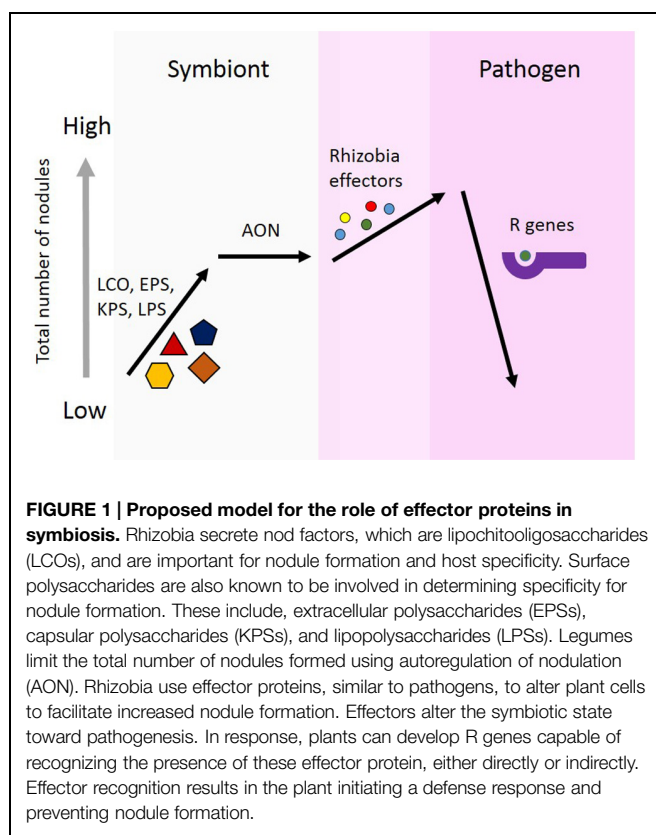 Symbiont
Pathogen
High
Total number of nodules
Low
LCO, EPS,
KPS, LPS
AON
Rhizobia
effectors
R genes
FIGURE 1 | Proposed model for the role of effector proteins in
symbiosis. Rhizobia secrete nod factors, which are lipochitooligosaccharides
(LCOs), and are important for nodule formation and host specificity. Surface
polysaccharides are also known to be involved in determining specificity for
nodule formation. These include, extracellular polysaccharides (EPSs),
capsular polysaccharides (KPSs), and lipopolysaccharides (LPSs). Legumes
limit the total number of nodules formed using autoregulation of nodulation
(AON). Rhizobia use effector proteins, similar to pathogens, to alter plant cells
to facilitate increased nodule formation. Effectors alter the symbiotic state
toward pathogenesis. In response, plants can develop R genes capable of
recognizing the presence of these effector protein, either directly or indirectly.
Effector recognition results in the plant initiating a defense response and
preventing nodule formation.